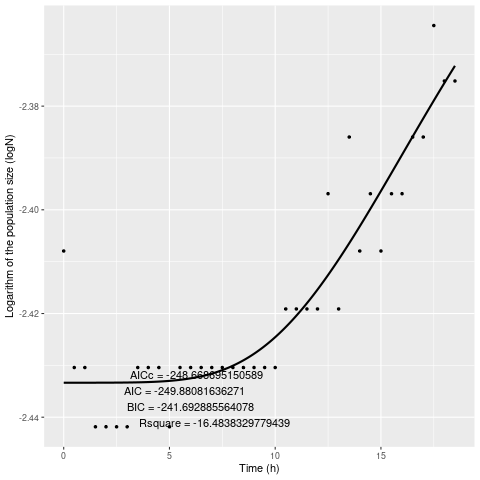 -2.38
-2.40
-2.42
-2.44
Logarithm of the population size (logN)
AICc = -248.668695150589
AIC = -249.88081636271
BIC = -241.692885564078
Rsquare = -16.4838329779439
0
5
10
15
Time (h)